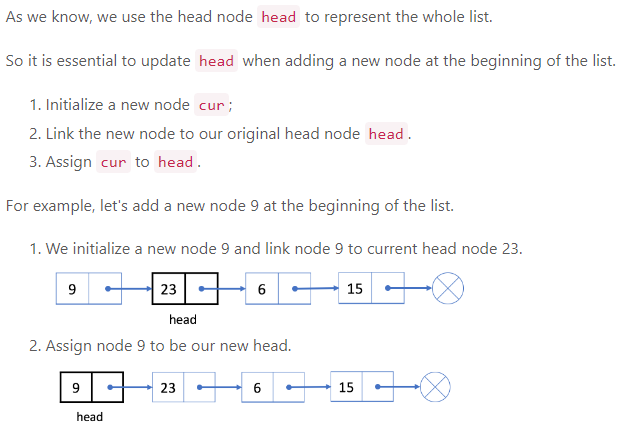 As we know, we use the head node head to represent the whole list.
So it is essential to update head when adding a new node at the beginning of the list.
1. Initialize a new node cur;
2. Link the new node to our original head node head.
3. Assign cur to head.
For example, let's add a new node 9 at the beginning of the list.
1. We initialize a new node 9 and link node 9 to current head node 23.
9 23 6 15
head
2. Assign node 9 to be our new head.
9 23 6 15
head